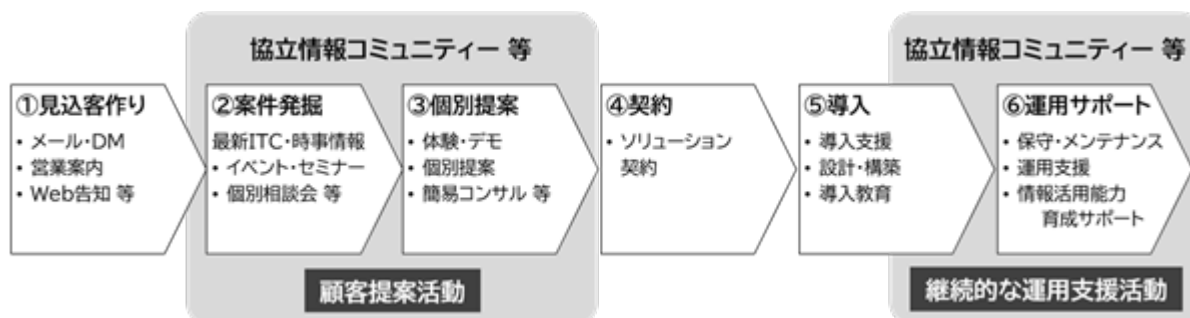 協立情報コミュニティー 等
協立情報コミュニティー 等
①見込客作り
・メール・DM
・営業案内
・Web告知 等
②案件発掘
最新ITC・時事情報
・イベント・セミナー
・個別相談会 等
③個別提案
・体験・デモ
・個別提案
・簡易コンサル 等
④契約
・ソリューション
契約
⑤導入
・導入支援
・設計・構築
・導入教育
⑥運用サポート
・保守・メンテナンス
・運用支援
・情報活用能力
育成サポート
顧客提案活動
継続的な運用支援活動